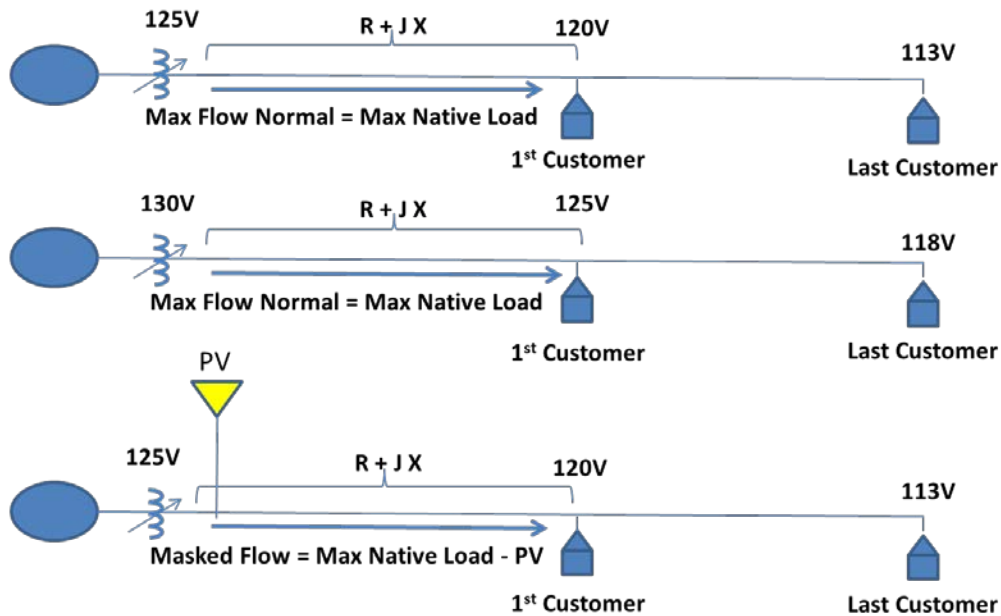 125V
R + J X
120V
113V
Max Flow Normal = Max Native Load
1st Customer
Last Customer
130V
R + J X
125V
118V
Max Flow Normal = Max Native Load
1st Customer
Last Customer
PV
125V
R + J X
120V
113V
Masked Flow = Max Native Load - PV
1st Customer
Last Customer